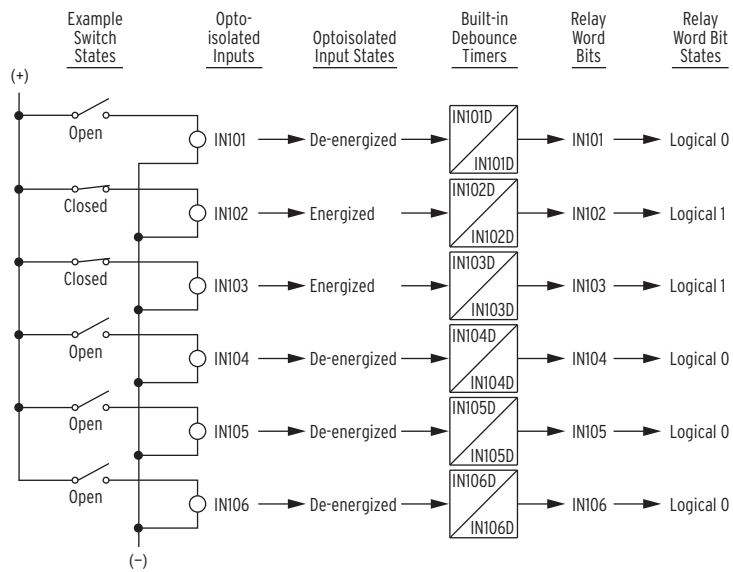 Example Switch States
Opto-isolated Inputs
Optoisolated Input States
Built-in Debounce Timers
Relay Word Bits
Relay Word Bit States
(+)
Open
IN101
De-energized
IN101D
IN101D
IN101
Logical 0
Closed
IN102
Energized
IN102D
IN102D
IN102
Logical 1
Closed
IN103
Energized
IN103D
IN103D
IN103
Logical 1
Open
IN104
De-energized
IN104D
IN104D
IN104
Logical 0
Open
IN105
De-energized
IN105D
IN105D
IN105
Logical 0
Open
IN106
De-energized
IN106D
IN106D
IN106
Logical 0
(–)